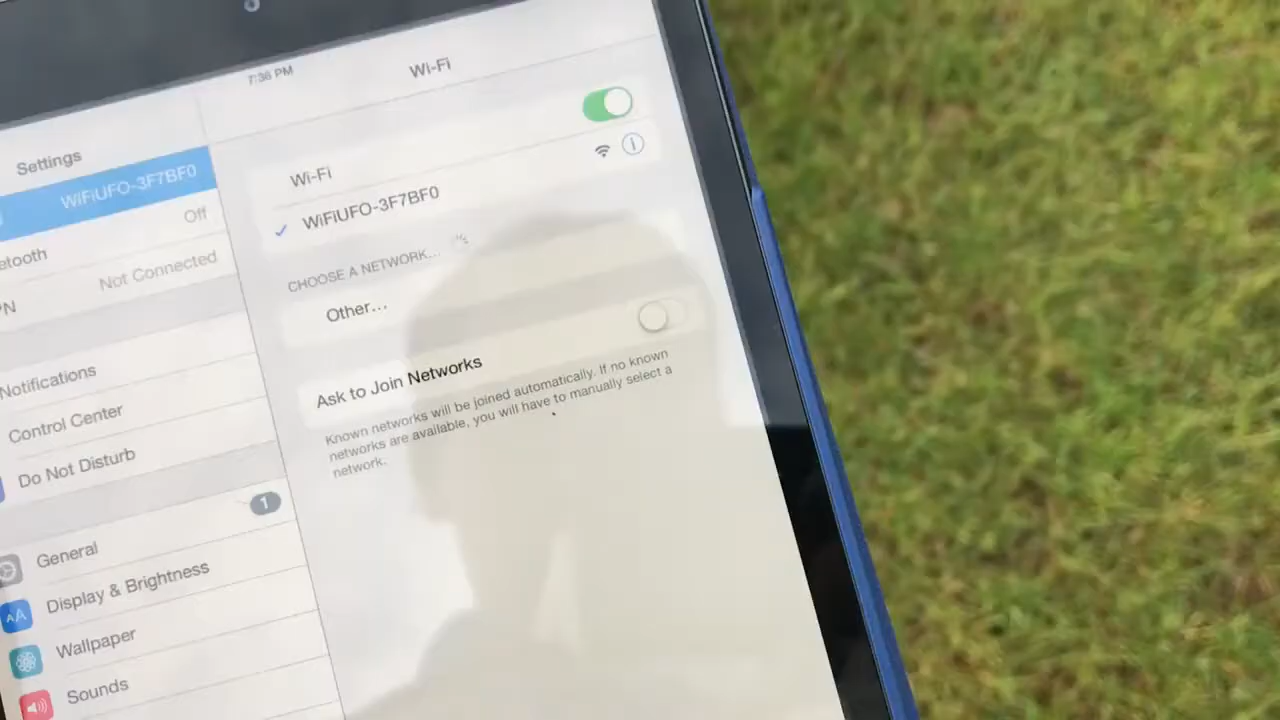 7:36 PM
Settings
WiFiUFO-3F7BF0
etooth Off
PN Not Connected
Notifications
Control Center
Do Not Disturb
General 1
Display & Brightness
AA
Wallpaper
Sounds
Wi-Fi
Wi-Fi
WiFiUFO-3F7BF0
CHOOSE A NETWORK...
Other...
Ask to Join Networks
Known networks will be joined automatically. If no known
networks are available, you will have to manually select a
network.